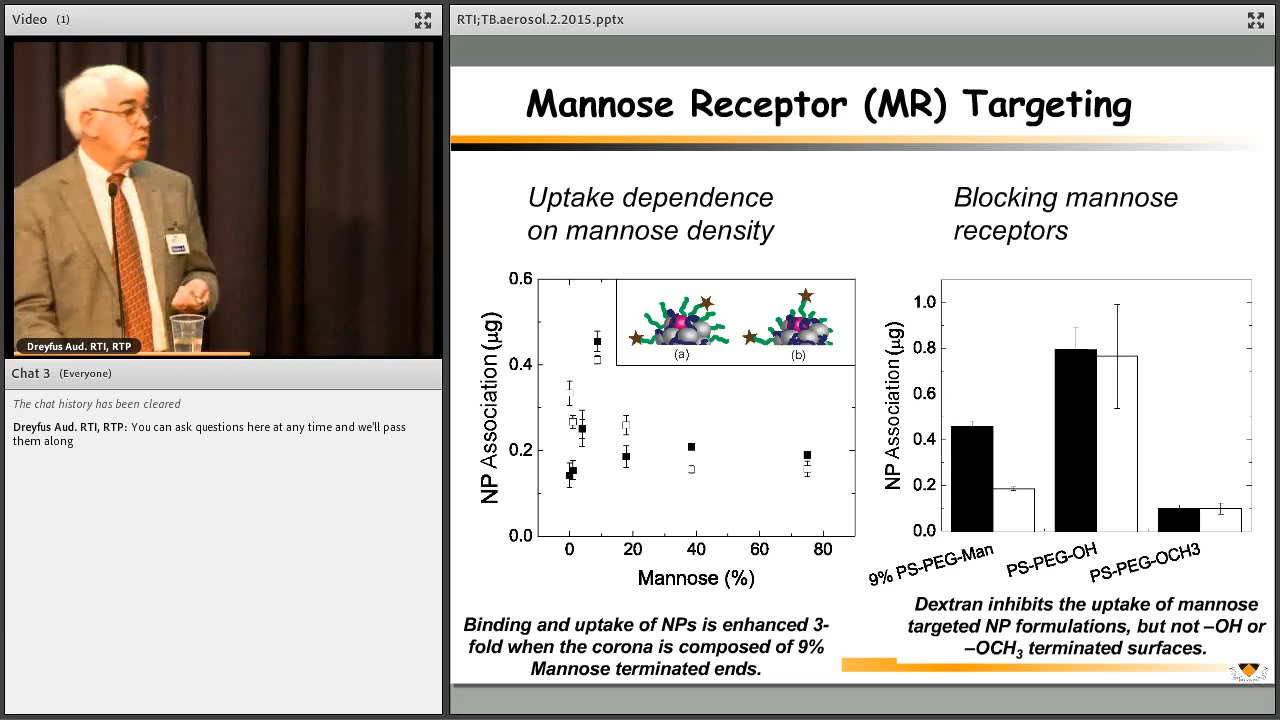 Video (1)
RTI;TB.aerosol.2.2015.pptx
Dreyfus Aud. RTI, RTP
Chat 3 (Everyone)
The chat history has been cleared
Dreyfus Aud. RTI, RTP: You can ask questions here at any time and we'll pass
them along
Mannose Receptor (MR) Targeting
Uptake dependence
on mannose density
0.6
0.4
0.2
0.0
NP Association (µg)
(a)
(b)
0 20 40 60 80
Mannose (%)
Binding and uptake of NPs is enhanced 3-
fold when the corona is composed of 9%
Mannose terminated ends.
Blocking mannose
receptors
1.0
0.8
0.6
0.4
0.2
0.0
NP Association (µg)
9% PS-PEG-Man
PS-PEG-OH
PS-PEG-OCH3
Dextran inhibits the uptake of mannose
targeted NP formulations, but not –OH or
–OCH₃ terminated surfaces.